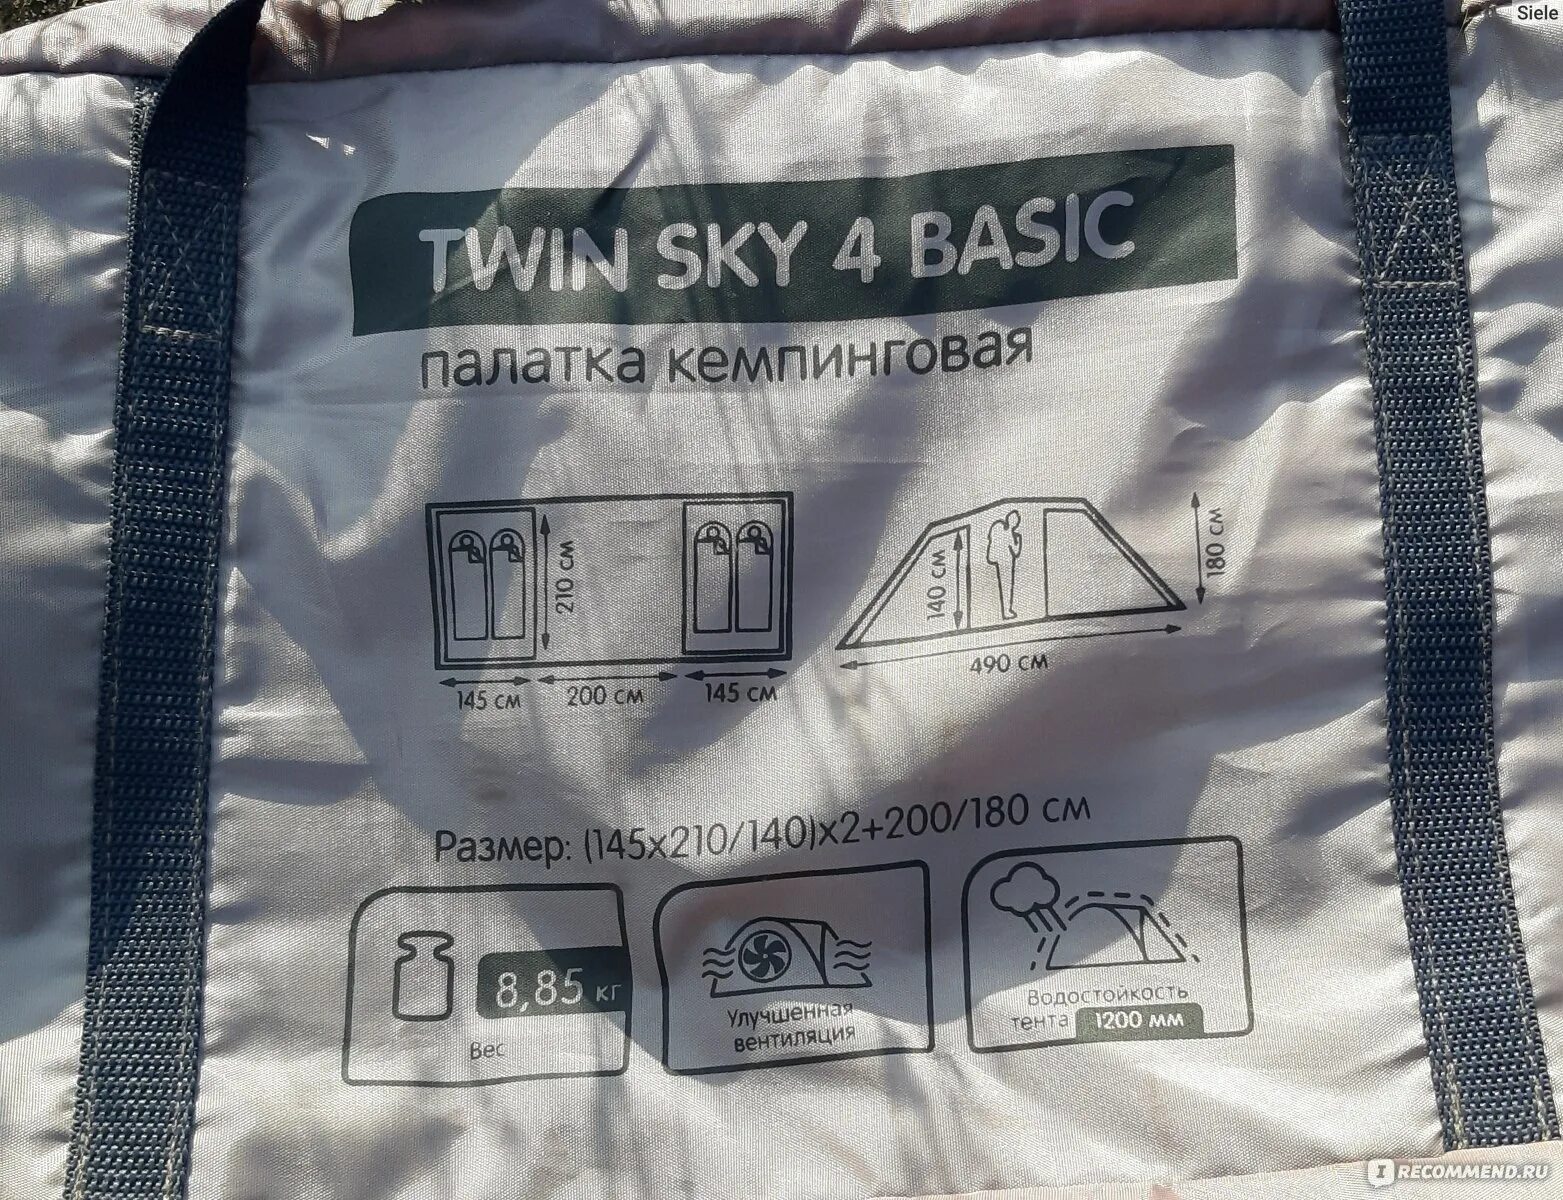 Siele
TWIN SKY 4 BASIC
палатка кемпинговая
210 см
145 см
200 см
145 см
140 см
180 см
490 см
Размер: (145х210/140)х2+200/180 см
8,85 кг
Вес
Улучшенная
вентиляция
Водостойкость
тента 1200 мм
I RECOMMEND.RU